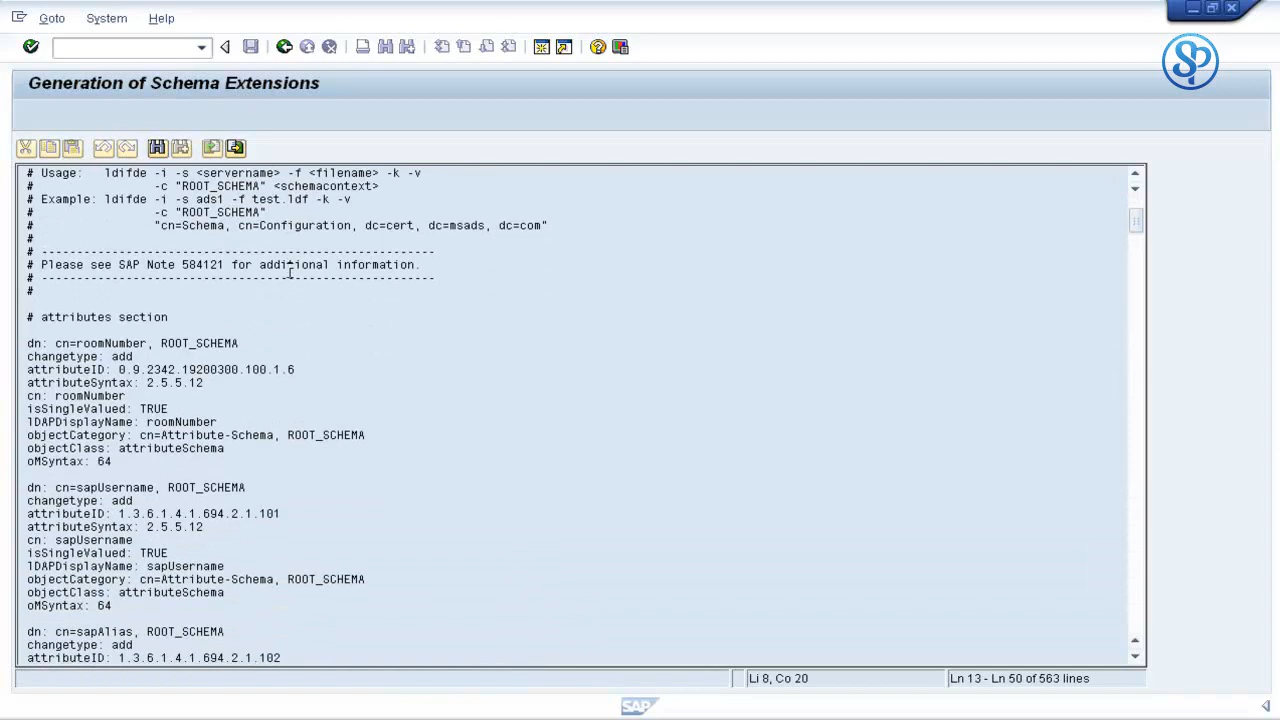 Goto System Help
SP
Generation of Schema Extensions
# Usage: ldifde -i -s <servername> -f <filename> -k -v
# -c "ROOT_SCHEMA" <schemacontext>
# Example: ldifde -i -s ads1 -f test.ldf -k -v
# -c "ROOT_SCHEMA"
# "cn=Schema, cn=Configuration, dc=cert, dc=msads, dc=com"
#
# --------------------------------------------------------
# Please see SAP Note 584121 for additional information.
# --------------------------------------------------------
#
# attributes section
dn: cn=roomNumber, ROOT_SCHEMA
changetype: add
attributeID: 0.9.2342.19200300.100.1.6
attributeSyntax: 2.5.5.12
cn: roomNumber
isSingleValued: TRUE
lDAPDisplayName: roomNumber
objectCategory: cn=Attribute-Schema, ROOT_SCHEMA
objectClass: attributeSchema
oMSyntax: 64
dn: cn=sapUsername, ROOT_SCHEMA
changetype: add
attributeID: 1.3.6.1.4.1.694.2.1.101
attributeSyntax: 2.5.5.12
cn: sapUsername
isSingleValued: TRUE
lDAPDisplayName: sapUsername
objectCategory: cn=Attribute-Schema, ROOT_SCHEMA
objectClass: attributeSchema
oMSyntax: 64
dn: cn=sapAlias, ROOT_SCHEMA
changetype: add
attributeID: 1.3.6.1.4.1.694.2.1.102
Li 8, Co 20 Ln 13 - Ln 50 of 563 lines
SAP